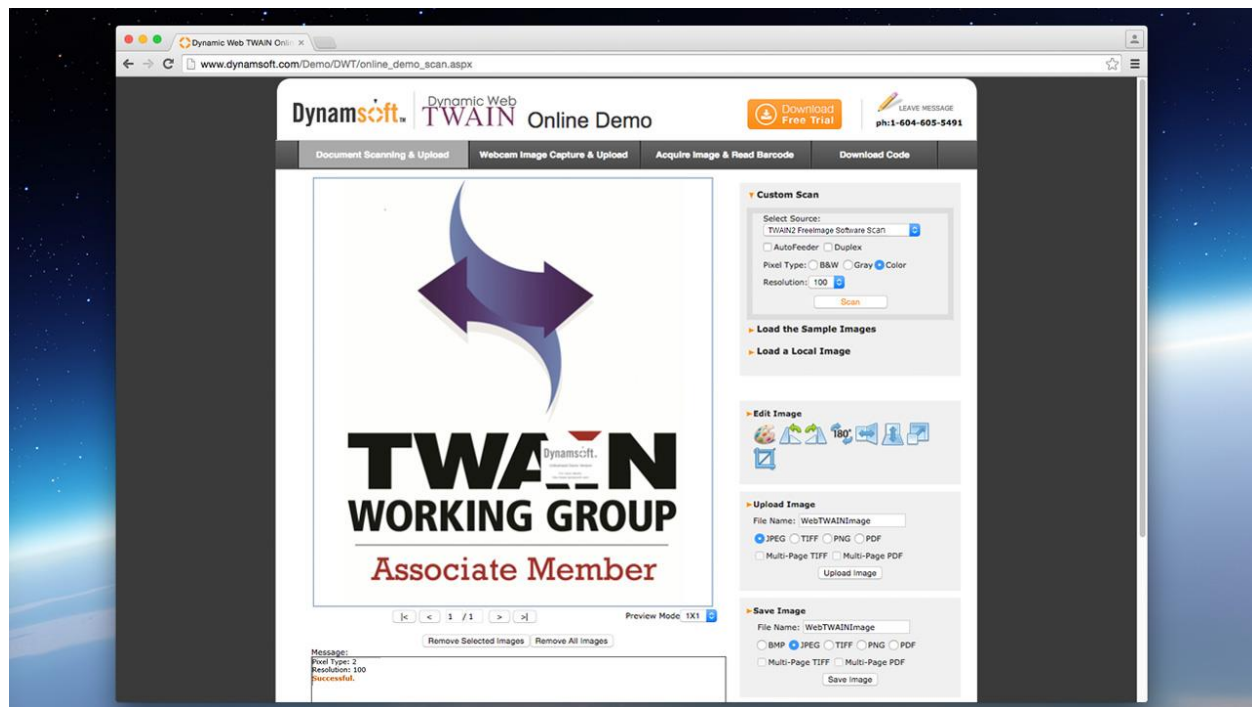 Dynamic Web TWAIN Onlin
www.dynamsoft.com/Demo/DWT/online_demo_scan.aspx
Dynamsoft™ Dynamic Web TWAIN Online Demo
Download Free Trial
LEAVE MESSAGE
ph:1-604-605-5491
Document Scanning & Upload Webcam Image Capture & Upload Acquire Image & Read Barcode Download Code
TWAIN
Dynamsoft.
WORKING GROUP
Associate Member
|< < 1 /1 > >| Preview Mode 1X1
Remove Selected Images Remove All Images
Message:
Pixel Type: 2
Resolution: 100
Successful.
Custom Scan
Select Source:
TWAIN2 FreeImage Software Scan
AutoFeeder Duplex
Pixel Type: B&W Gray Color
Resolution: 100
Scan
Load the Sample Images
Load a Local Image
Edit Image
180°
Upload Image
File Name: WebTWAINImage
JPEG TIFF PNG PDF
Multi-Page TIFF Multi-Page PDF
Upload Image
Save Image
File Name: WebTWAINImage
BMP JPEG TIFF PNG PDF
Multi-Page TIFF Multi-Page PDF
Save Image